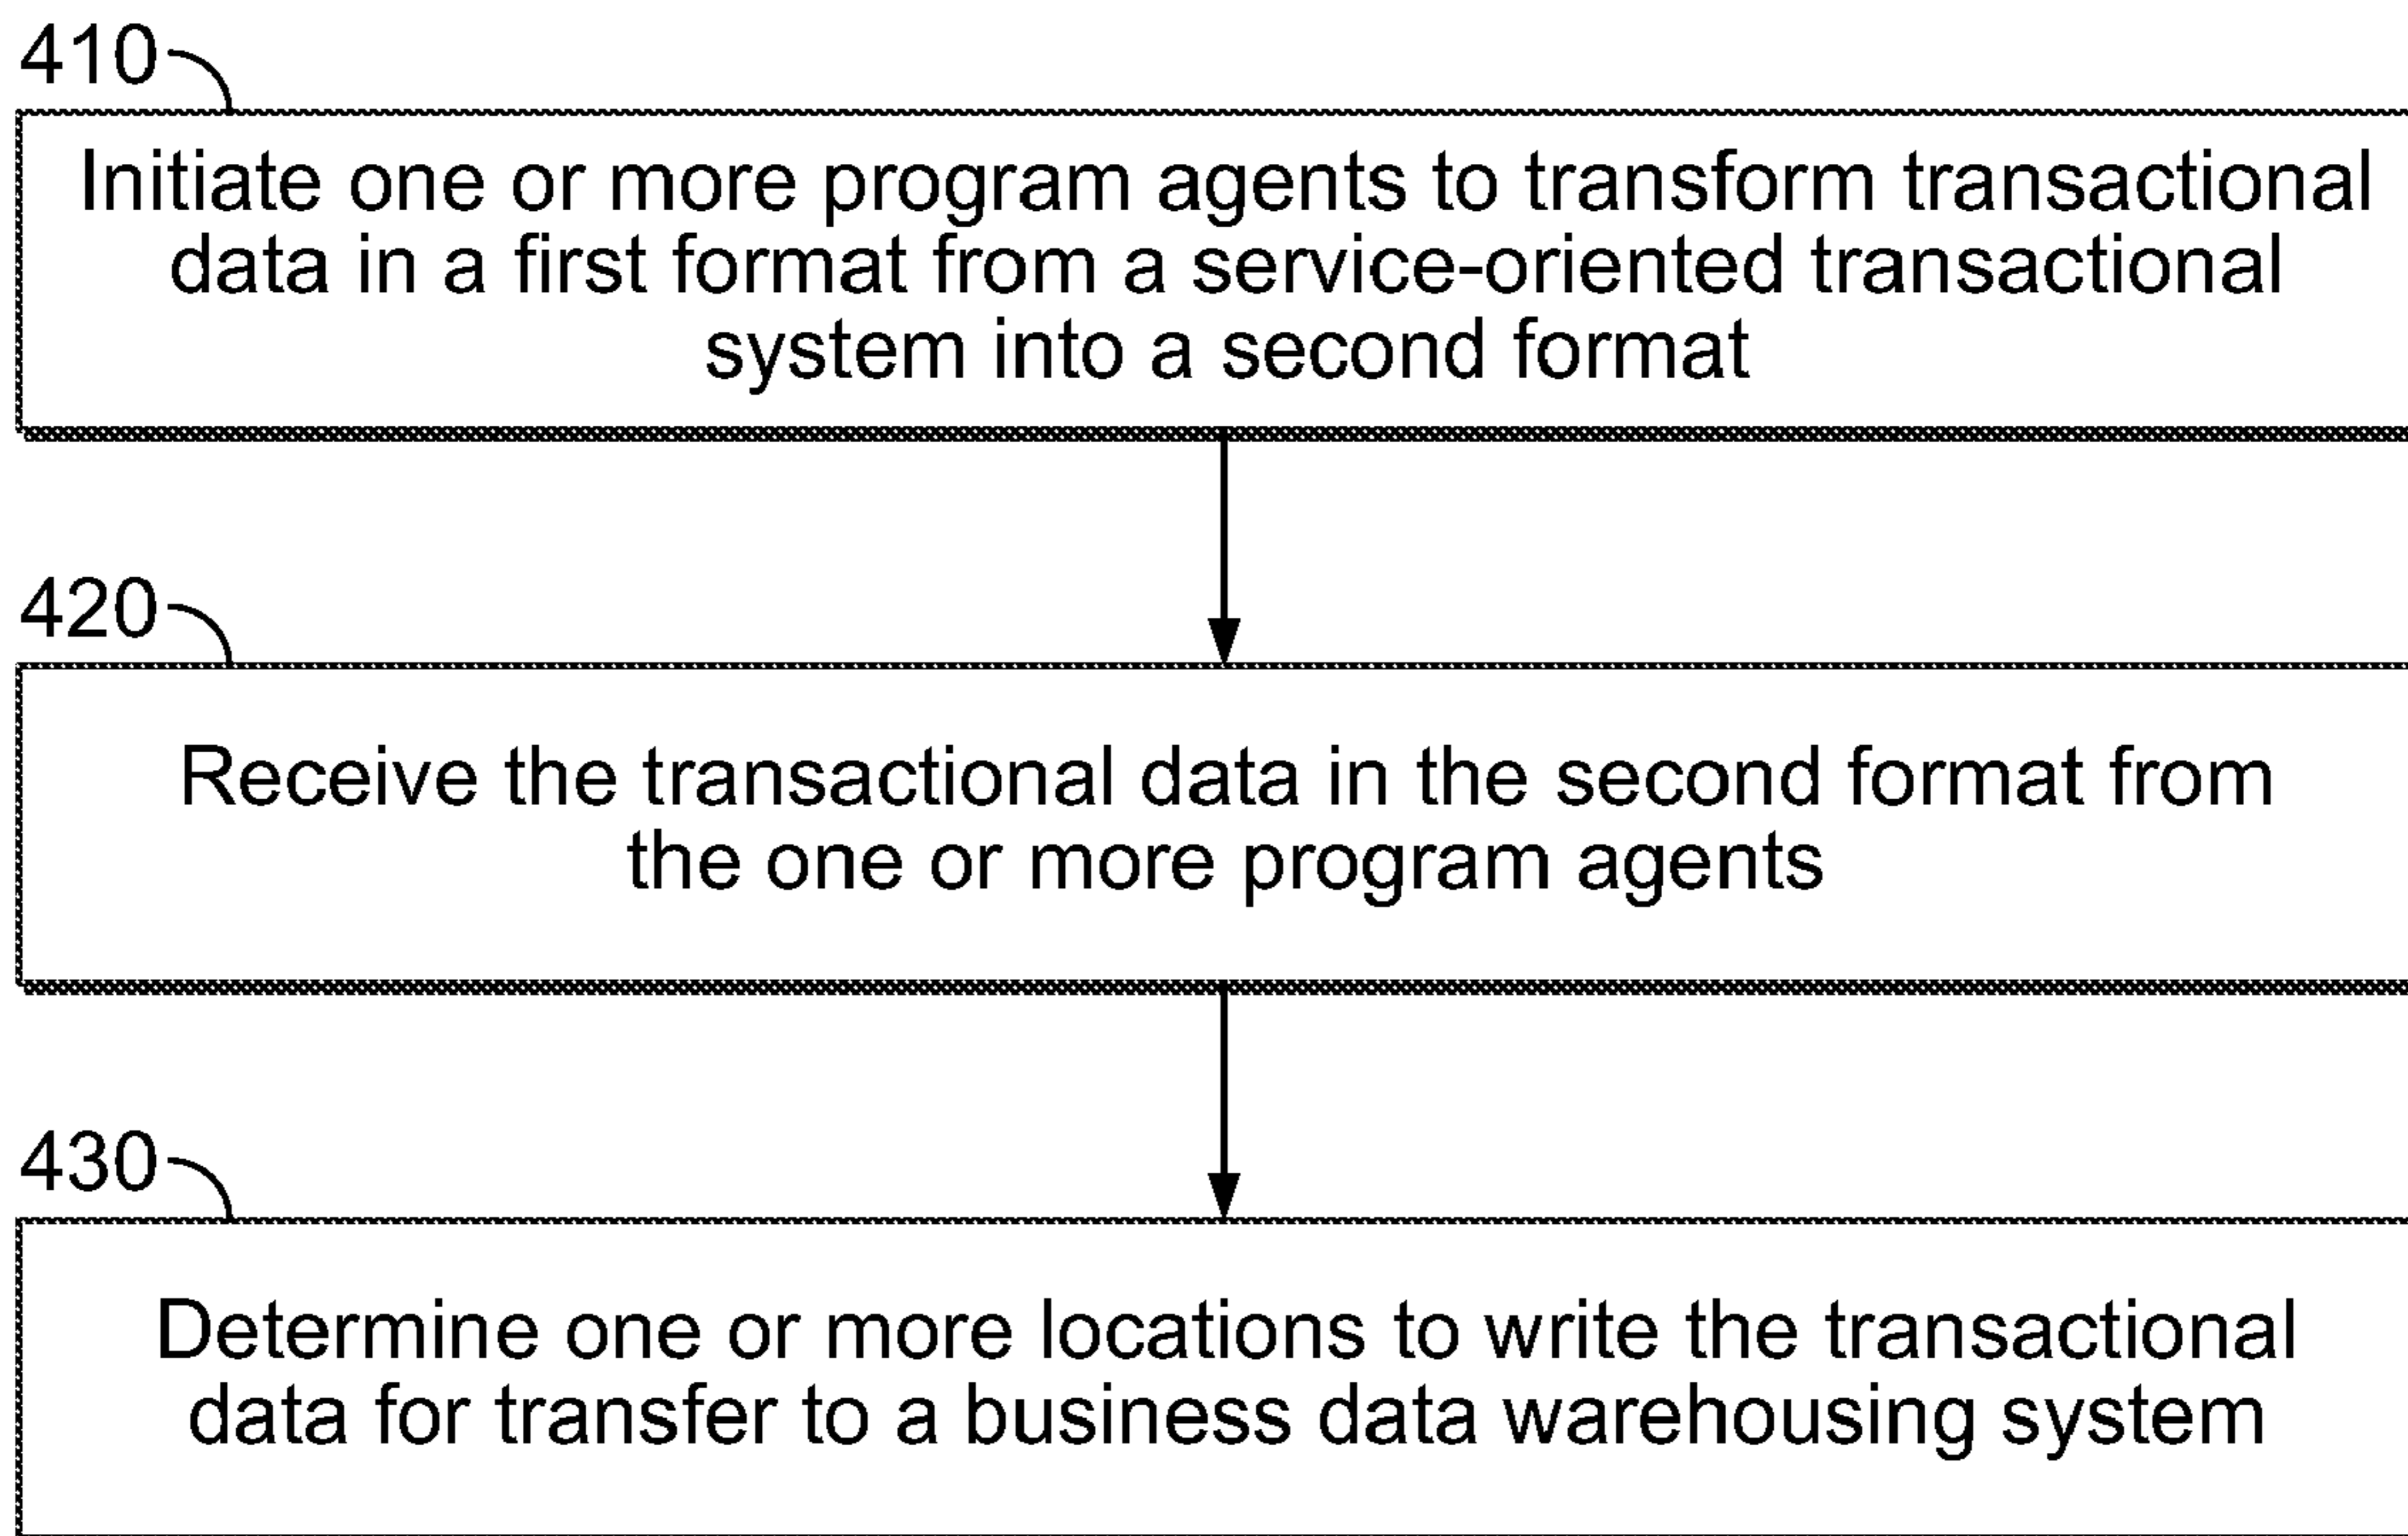 410
Initiate one or more program agents to transform transactional
data in a first format from a service-oriented transactional
system into a second format
420
Receive the transactional data in the second format from
the one or more program agents
430
Determine one or more locations to write the transactional
data for transfer to a business data warehousing system